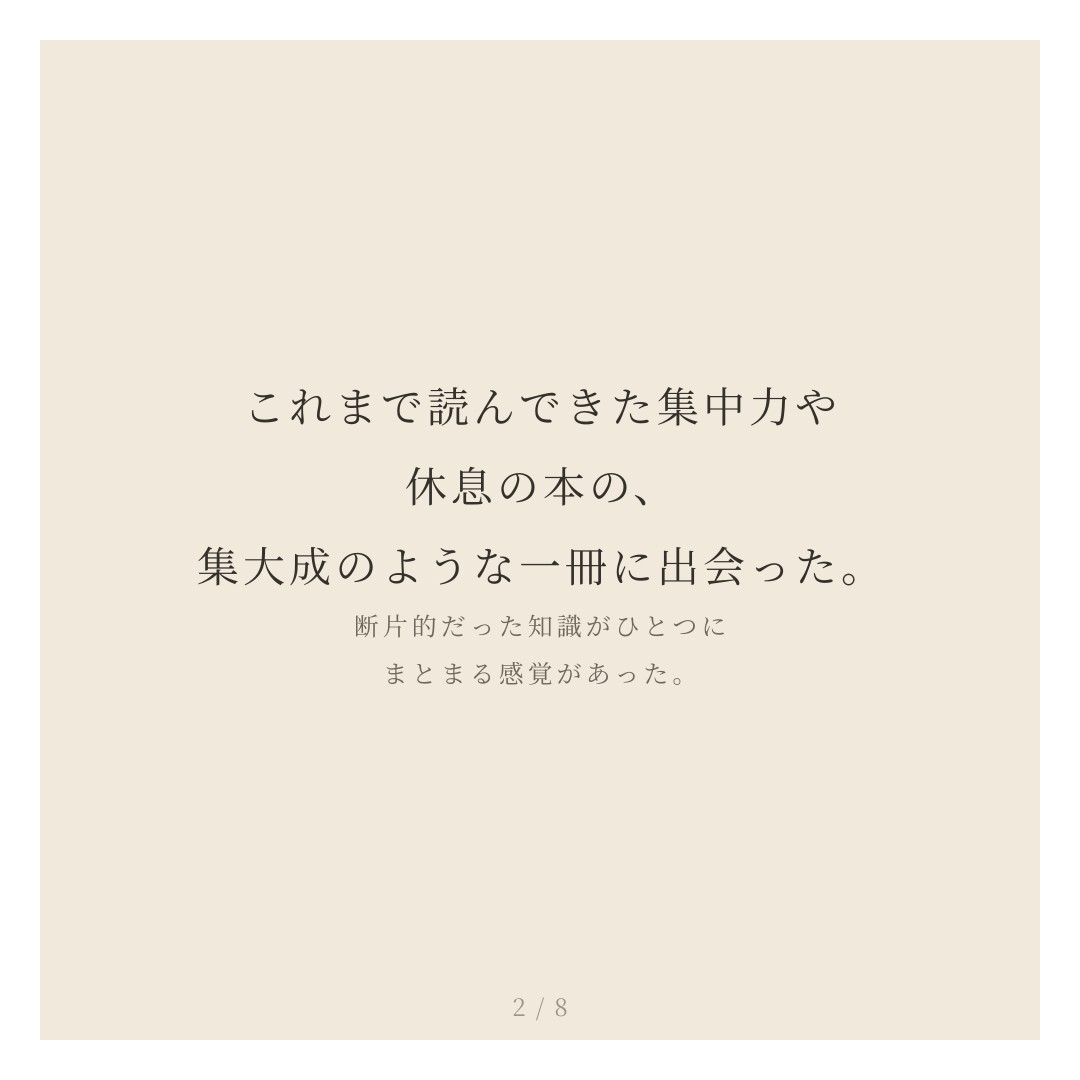 これまで読んできた集中力や
休息の本の、
集大成のような一冊に出会った。
断片的だった知識がひとつに
まとまる感覚があった。
2 / 8